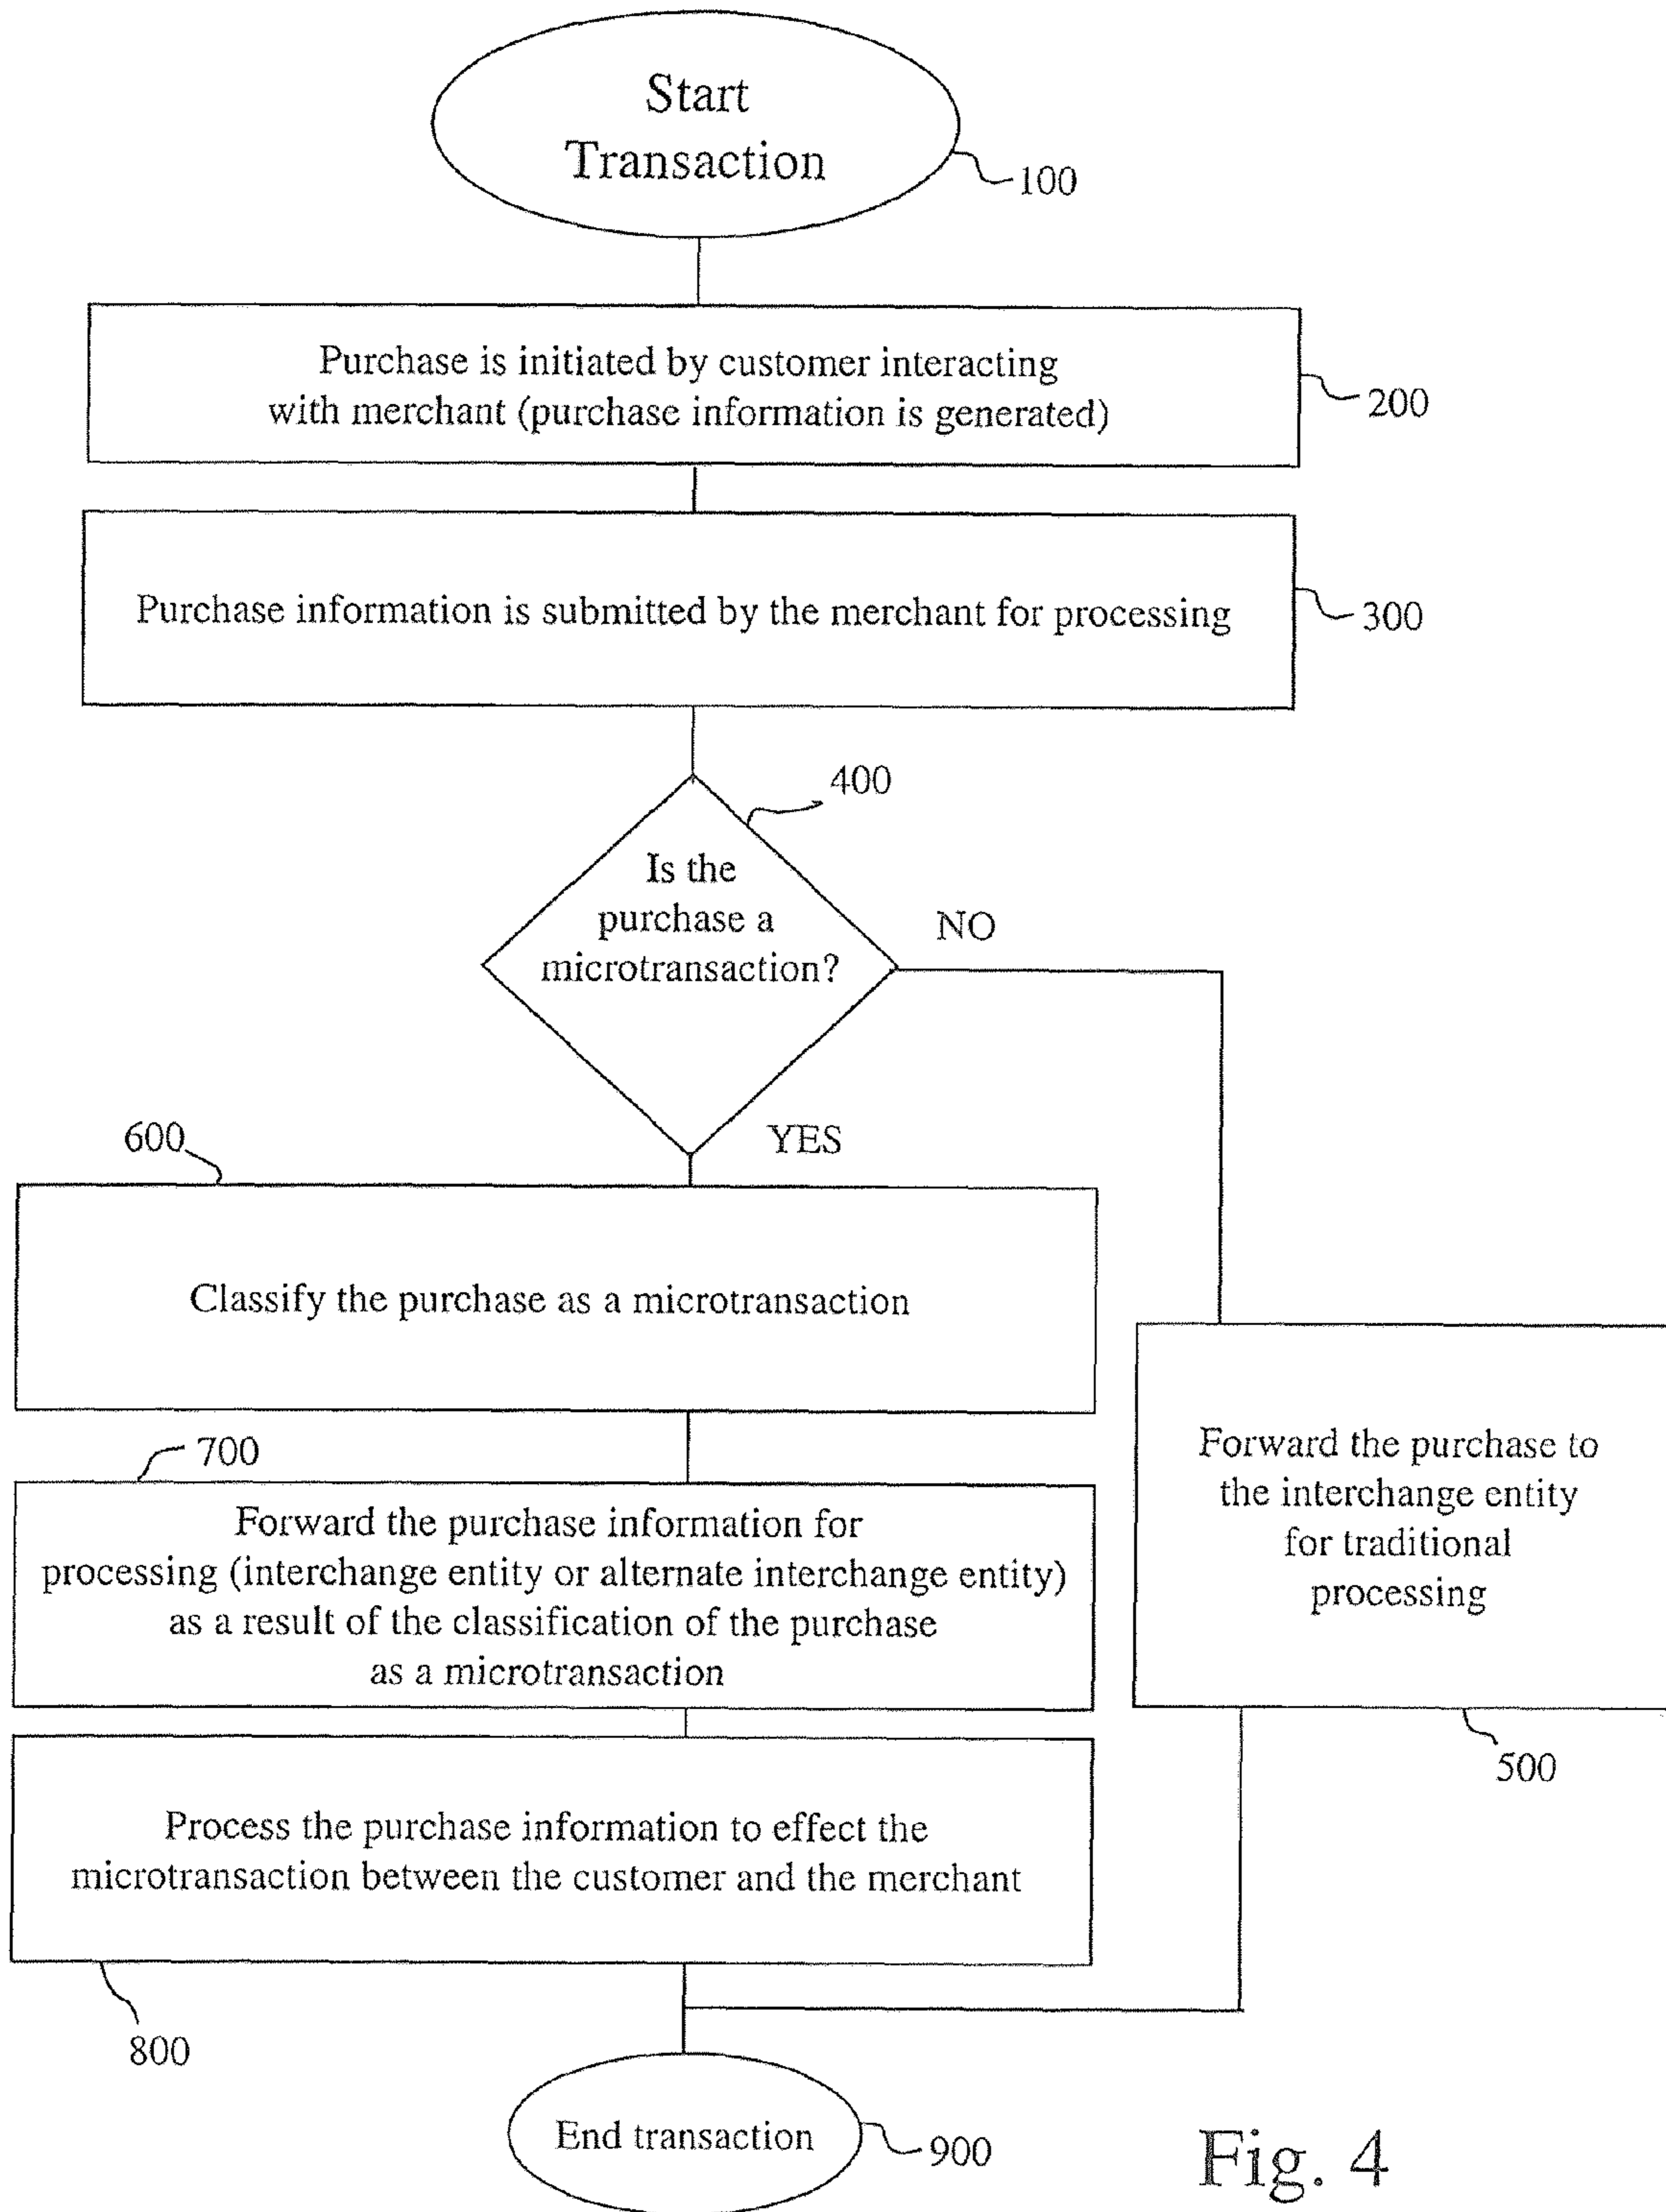 Start
Transaction
100
Purchase is initiated by customer interacting
with merchant (purchase information is generated)
200
Purchase information is submitted by the merchant for processing
300
400
Is the
purchase a
microtransaction?
NO
YES
600
Classify the purchase as a microtransaction
700
Forward the purchase information for
processing (interchange entity or alternate interchange entity)
as a result of the classification of the purchase
as a microtransaction
Forward the purchase to
the interchange entity
for traditional
processing
500
Process the purchase information to effect the
microtransaction between the customer and the merchant
800
End transaction
900
Fig. 4